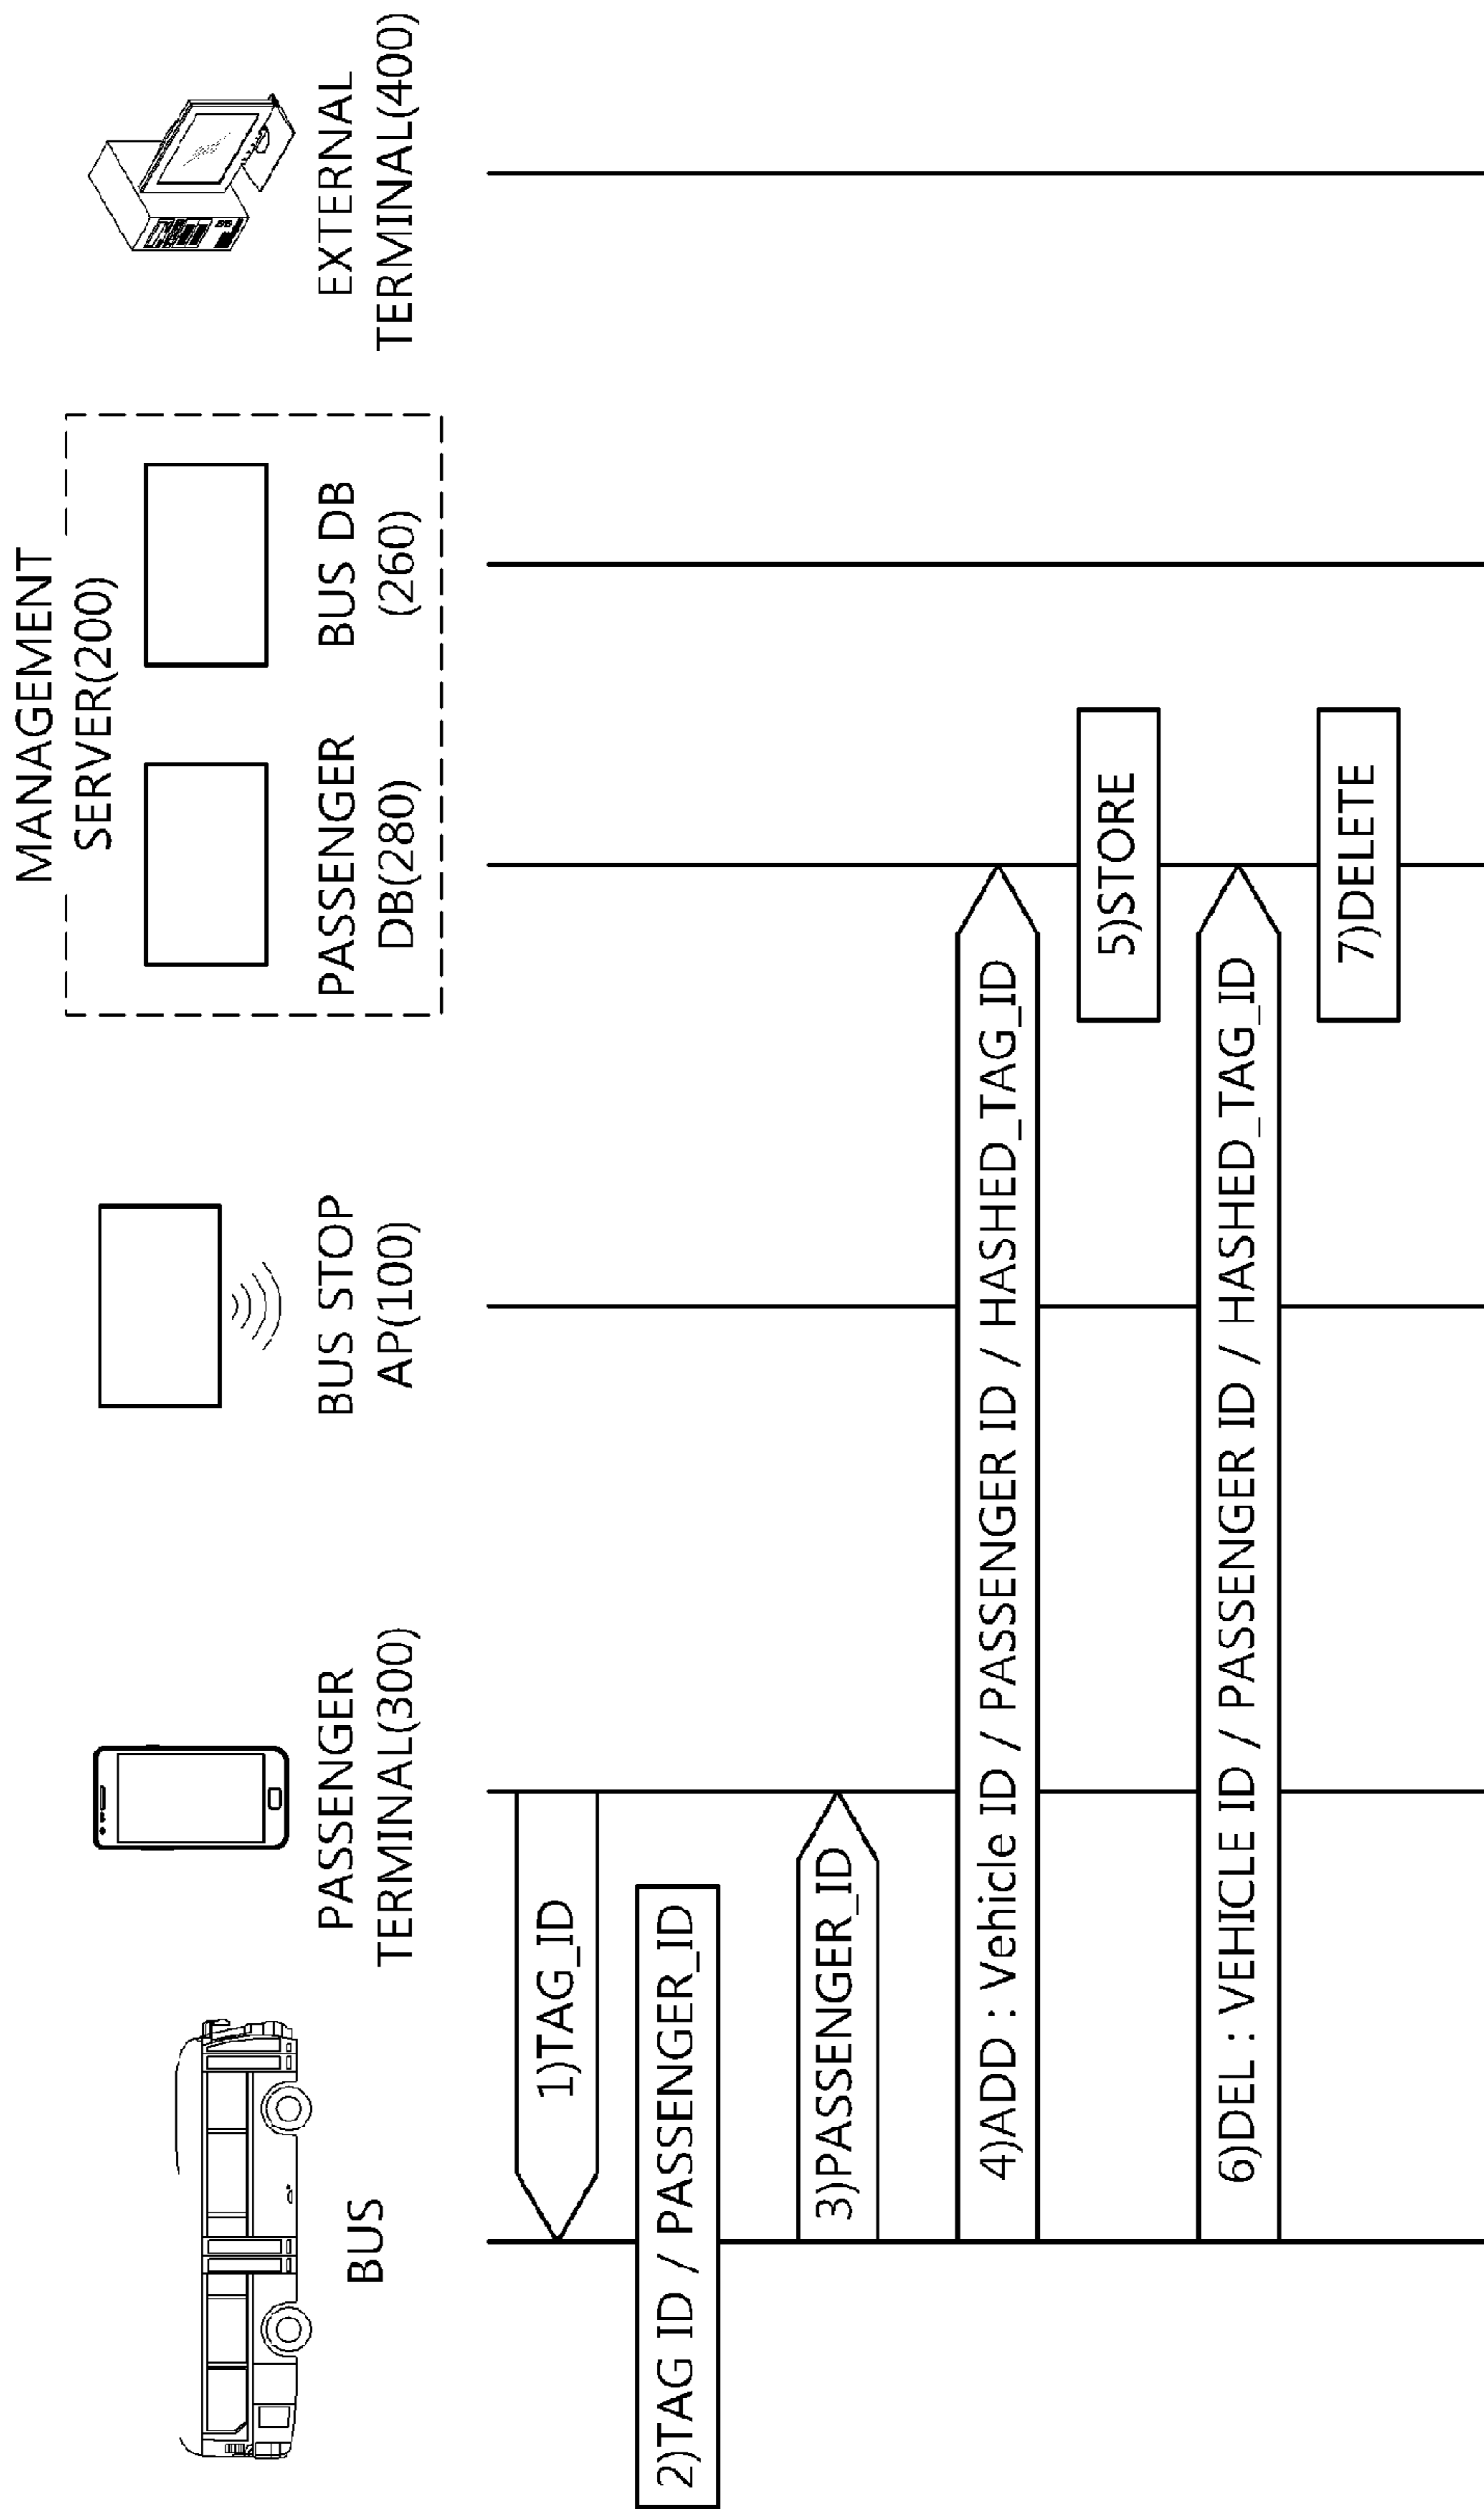 BUS
PASSENGER
TERMINAL(300)
BUS STOP
AP(100)
MANAGEMENT
SERVER(200)
PASSENGER
DB(280)
BUS DB
(260)
EXTERNAL
TERMINAL(400)
1)TAG_ID
2)TAG ID / PASSENGER_ID
3)PASSENGER_ID
4)ADD : Vehicle ID / PASSENGER ID / HASHED_TAG_ID
5)STORE
6)DEL : VEHICLE ID / PASSENGER ID / HASHED_TAG_ID
7)DELETE